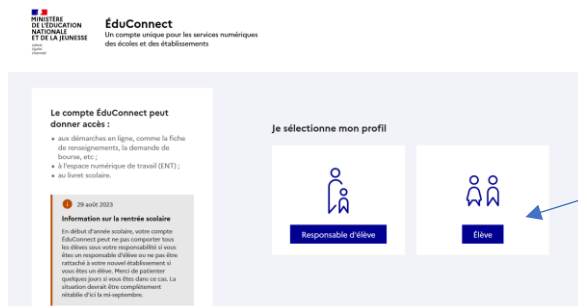 MINISTÈRE
DE L'ÉDUCATION
NATIONALE
ET DE LA JEUNESSE
Liberté
Égalité
Fraternité
ÉduConnect
Un compte unique pour les services numériques
des écoles et des établissements
Le compte ÉduConnect peut
donner accès :
• aux démarches en ligne, comme la fiche
de renseignements, la demande de
bourse, etc ;
• à l'espace numérique de travail (ENT) ;
• au livret scolaire.
29 août 2023
Information sur la rentrée scolaire
En début d'année scolaire, votre compte
ÉduConnect peut ne pas comporter tous
les élèves sous votre responsabilité si vous
êtes un responsable d'élève ou ne pas être
rattaché à votre nouvel établissement si
vous êtes un élève. Merci de patienter
quelques jours si vous êtes dans ce cas. La
situation devrait être complètement
rétablie d'ici la mi-septembre.
Je sélectionne mon profil
Responsable d'élève
Élève